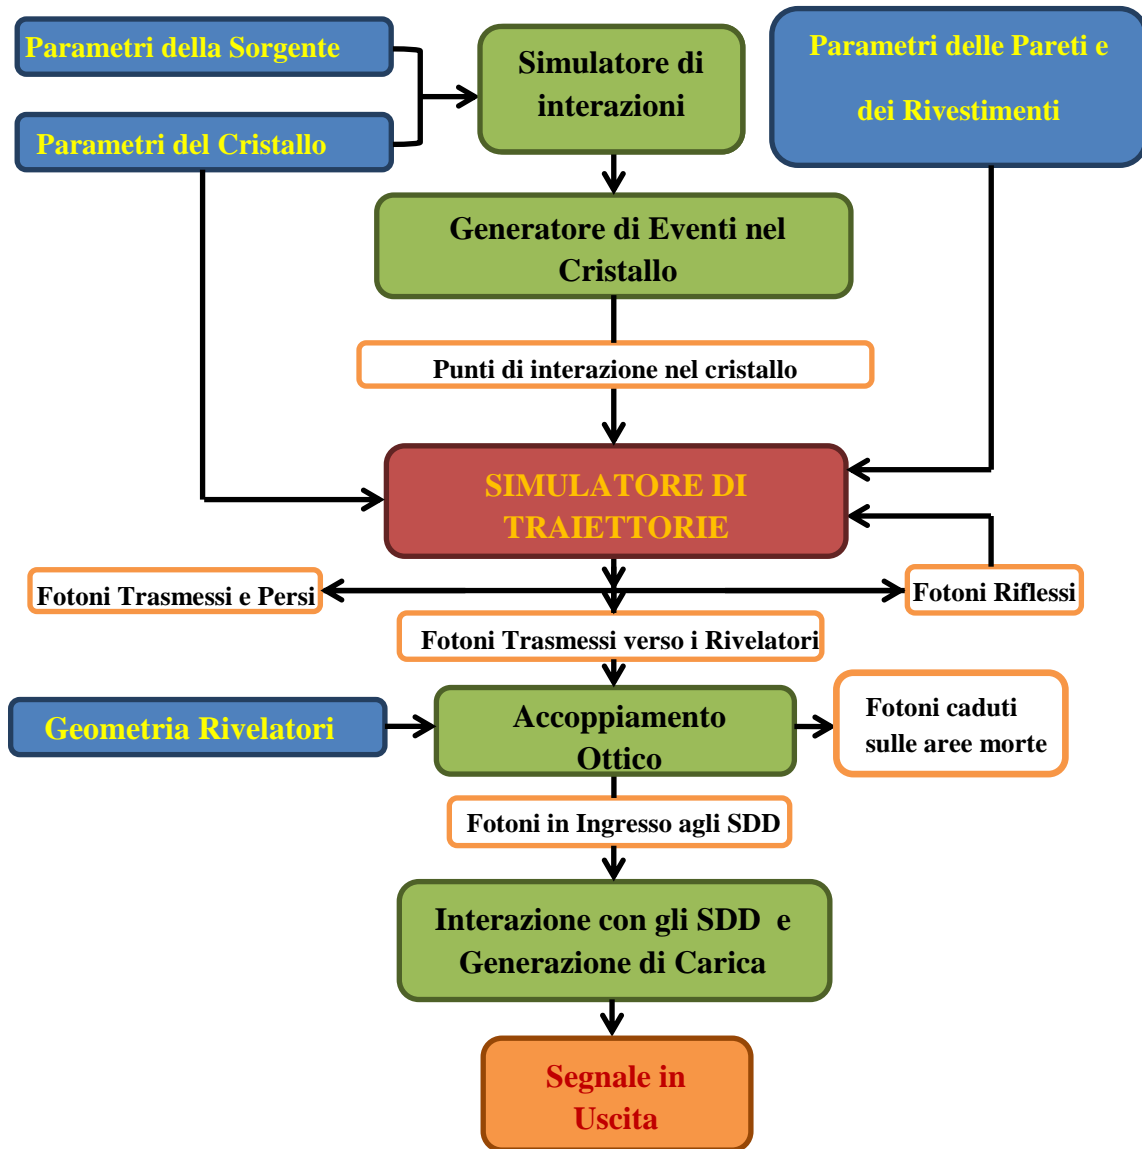 Parametri della Sorgente
Parametri del Cristallo
Simulatore di
interazioni
Parametri delle Pareti e
dei Rivestimenti
Generatore di Eventi nel
Cristallo
Punti di interazione nel cristallo
SIMULATORE DI
TRAIETTORIE
Fotoni Trasmessi e Persi
Fotoni Riflessi
Fotoni Trasmessi verso i Rivelatori
Geometria Rivelatori
Accoppiamento
Ottico
Fotoni caduti
sulle aree morte
Fotoni in Ingresso agli SDD
Interazione con gli SDD e
Generazione di Carica
Segnale in
Uscita